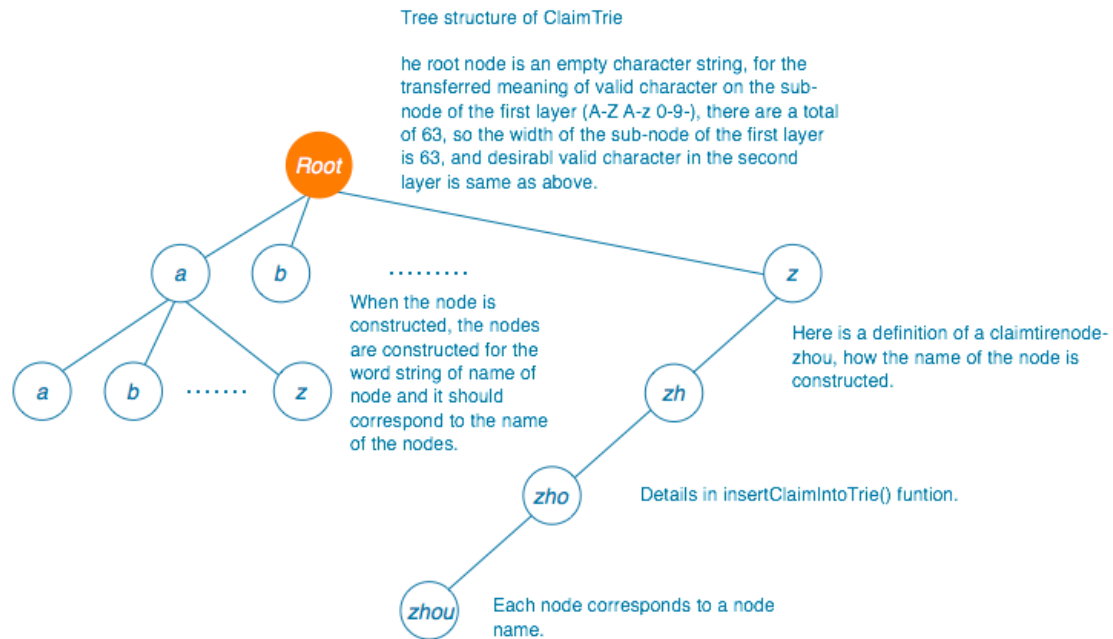 Tree structure of ClaimTrie
he root node is an empty character string, for the
transferred meaning of valid character on the sub-
node of the first layer (A-Z A-z 0-9-), there are a total
of 63, so the width of the sub-node of the first layer
is 63, and desirabl valid character in the second
layer is same as above.
Root
a
b
.........
z
When the node is
constructed, the nodes
are constructed for the
word string of name of
node and it should
correspond to the name
of the nodes.
Here is a definition of a claimtirenode-
zhou, how the name of the node is
constructed.
a
b
.......
z
zh
zho
Details in insertClaimIntoTrie() funtion.
zhou
Each node corresponds to a node
name.